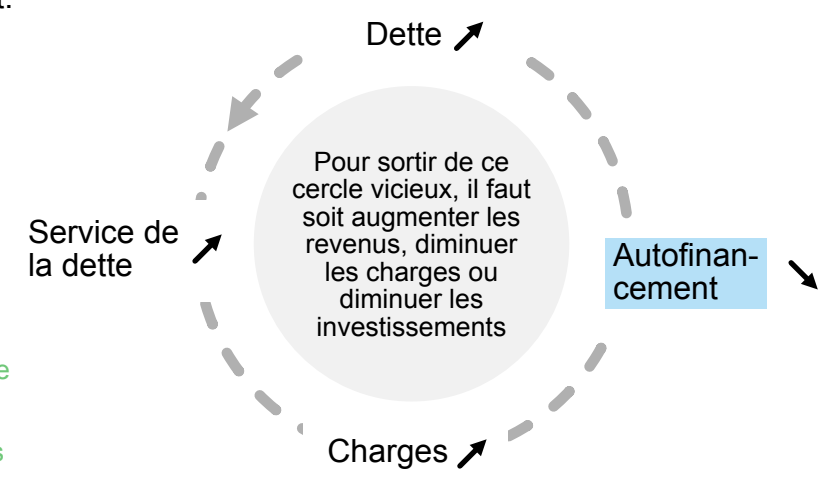 Dette
Pour sortir de ce
cercle vicieux, il faut
soit augmenter les
revenus, diminuer
les charges ou
diminuer les
investissements
Service de
la dette
Autofinan-
cement
Charges